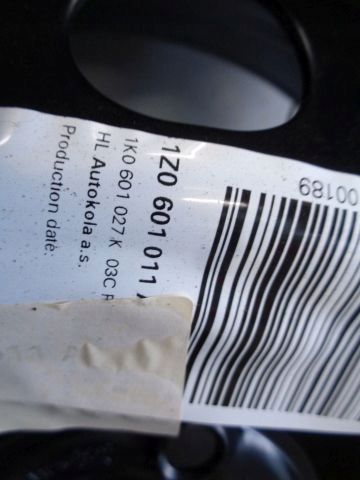 00189
1Z0 601 011
1K0 601 027 K 03C
HL Autokola a.s.
Production date: